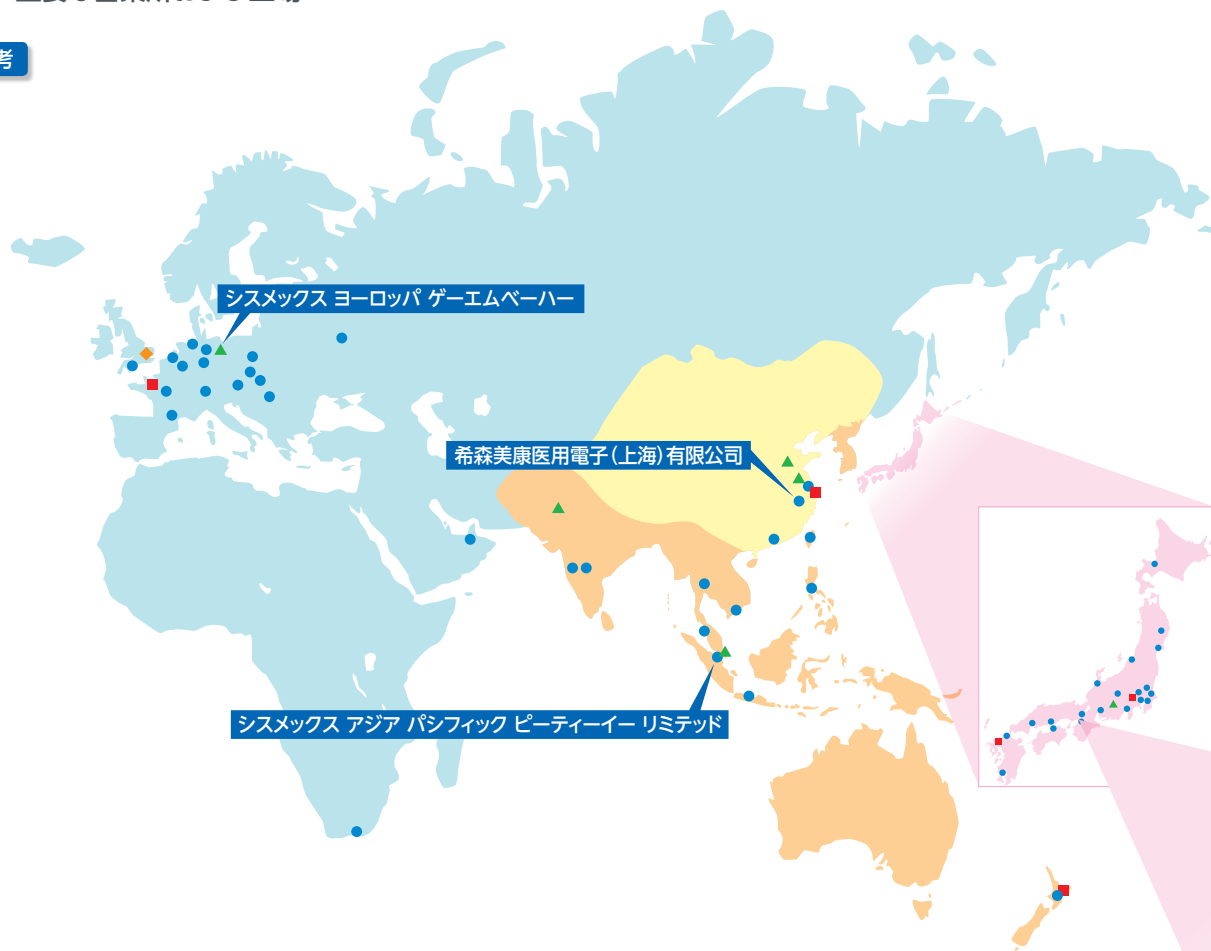 考
シスメックス ヨーロッパ ゲーエムベーハー
希森美康医用電子(上海)有限公司
シスメックス アジア パシフィック ピーティーイー リミテッド